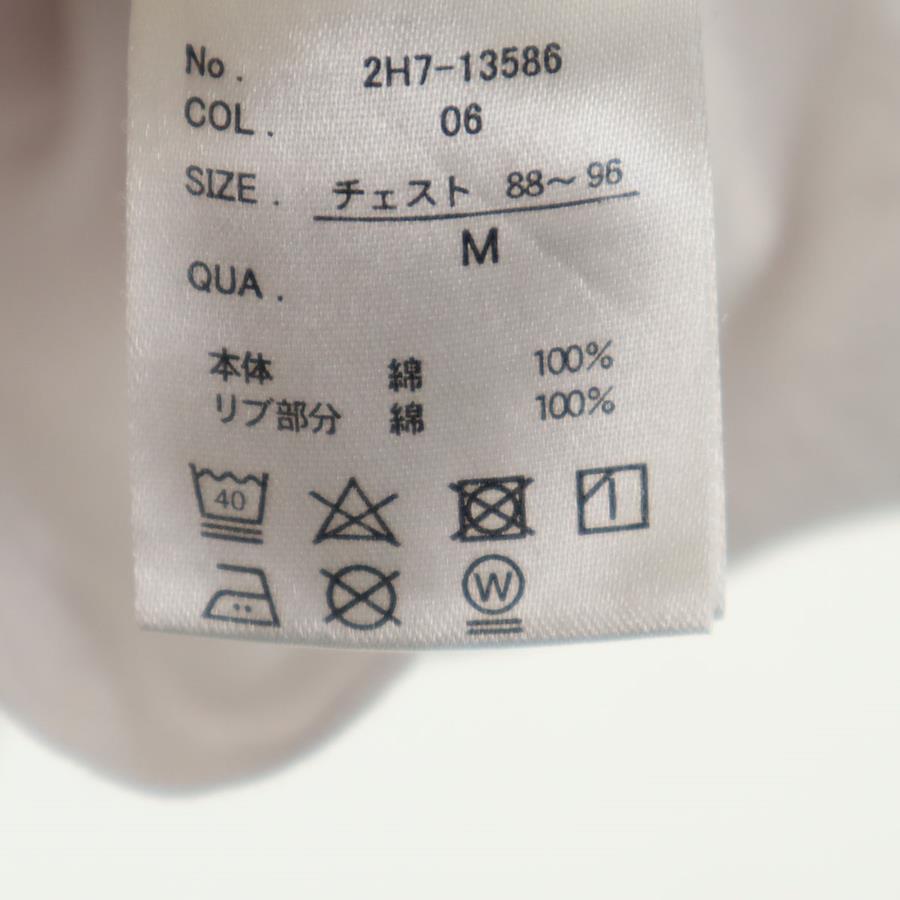 No. 2H7-13586
COL. 06
SIZE. チェスト 88～96
M
QUA.
本体 綿 100%
リブ部分 綿 100%
40
W